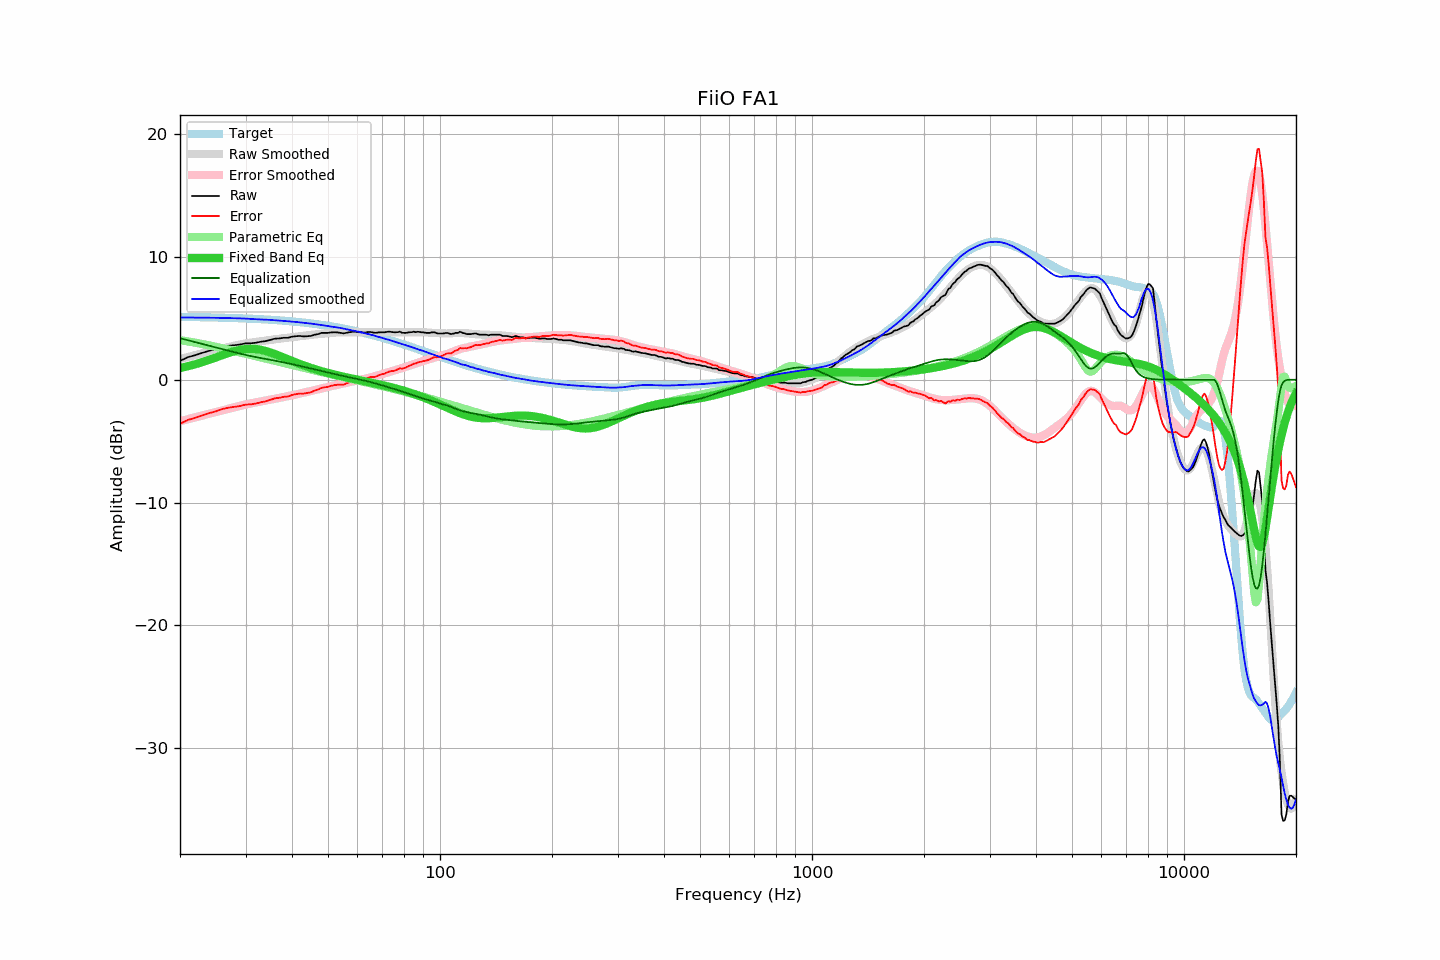 FiiO FA1
20
10
0
−10
−20
−30
Amplitude (dBr)
Target
Raw Smoothed
Error Smoothed
Raw
Error
Parametric Eq
Fixed Band Eq
Equalization
Equalized smoothed
100
1000
10000
Frequency (Hz)